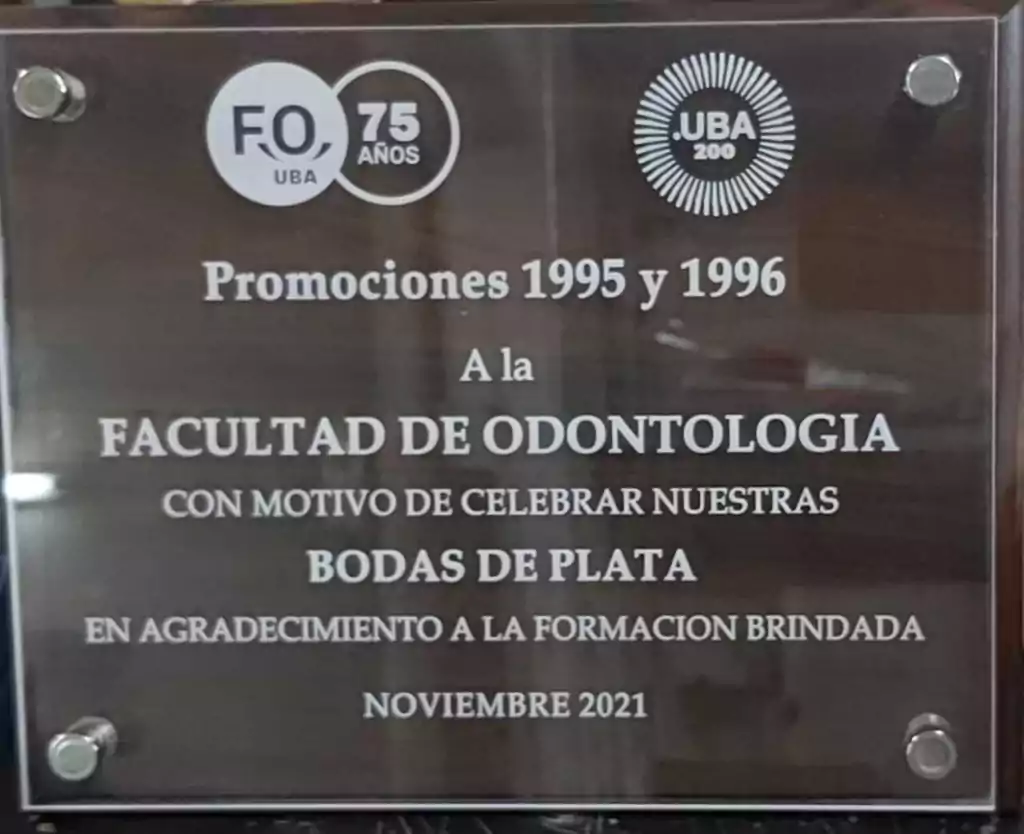 F.O.
UBA
75
AÑOS
.UBA
200
Promociones 1995 y 1996
A la
FACULTAD DE ODONTOLOGIA
CON MOTIVO DE CELEBRAR NUESTRAS
BODAS DE PLATA
EN AGRADECIMIENTO A LA FORMACION BRINDADA
NOVIEMBRE 2021